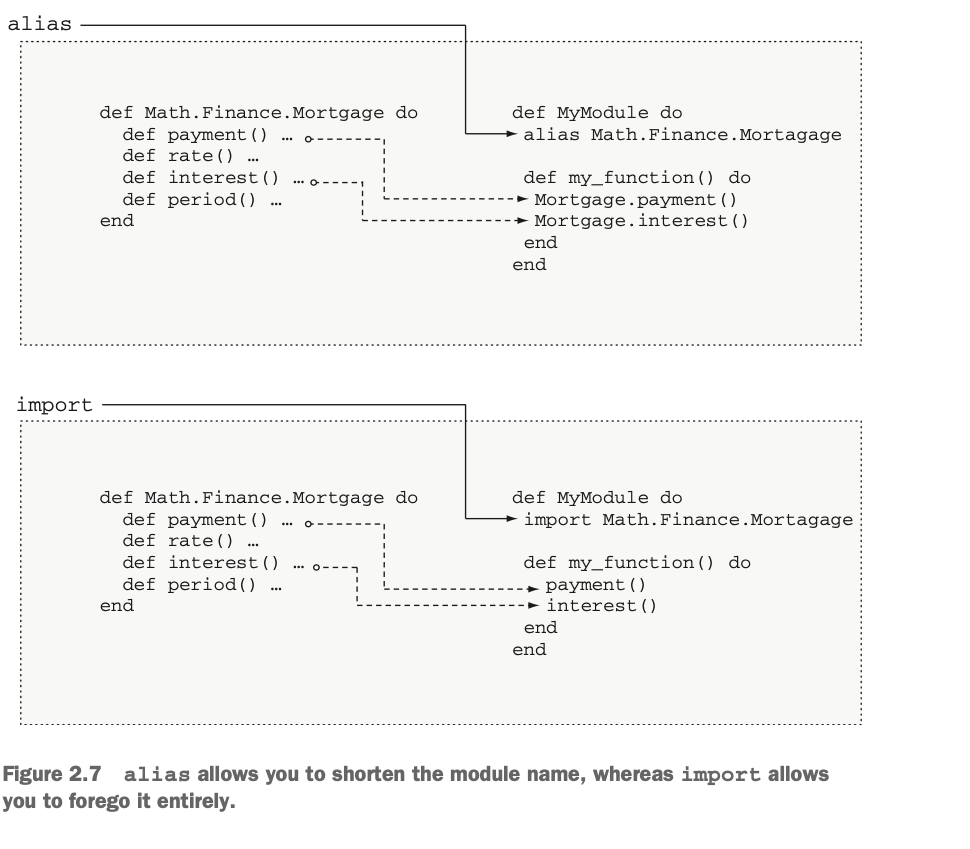 alias
def Math.Finance.Mortgage do
def payment() …
def rate() …
def interest() …
def period() …
end
def MyModule do
alias Math.Finance.Mortagage
def my_function() do
Mortgage.payment()
Mortgage.interest()
end
end
import
def Math.Finance.Mortgage do
def payment() …
def rate() …
def interest() …
def period() …
end
def MyModule do
import Math.Finance.Mortagage
def my_function() do
payment()
interest()
end
end
Figure 2.7 alias allows you to shorten the module name, whereas import allows
you to forego it entirely.